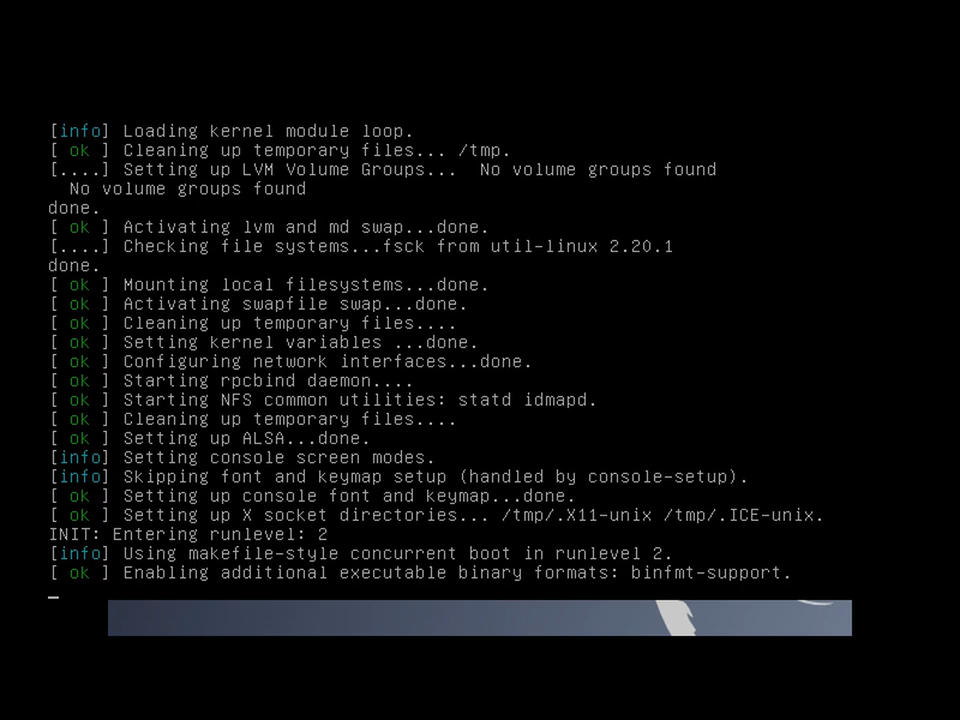 [info] Loading kernel module loop.
[ ok ] Cleaning up temporary files... /tmp.
[....] Setting up LVM Volume Groups...  No volume groups found
  No volume groups found
done.
[ ok ] Activating lvm and md swap...done.
[....] Checking file systems...fsck from util-linux 2.20.1
done.
[ ok ] Mounting local filesystems...done.
[ ok ] Activating swapfile swap...done.
[ ok ] Cleaning up temporary files....
[ ok ] Setting kernel variables ...done.
[ ok ] Configuring network interfaces...done.
[ ok ] Starting rpcbind daemon....
[ ok ] Starting NFS common utilities: statd idmapd.
[ ok ] Cleaning up temporary files....
[ ok ] Setting up ALSA...done.
[info] Setting console screen modes.
[info] Skipping font and keymap setup (handled by console-setup).
[ ok ] Setting up console font and keymap...done.
[ ok ] Setting up X socket directories... /tmp/.X11-unix /tmp/.ICE-unix.
INIT: Entering runlevel: 2
[info] Using makefile-style concurrent boot in runlevel 2.
[ ok ] Enabling additional executable binary formats: binfmt-support.